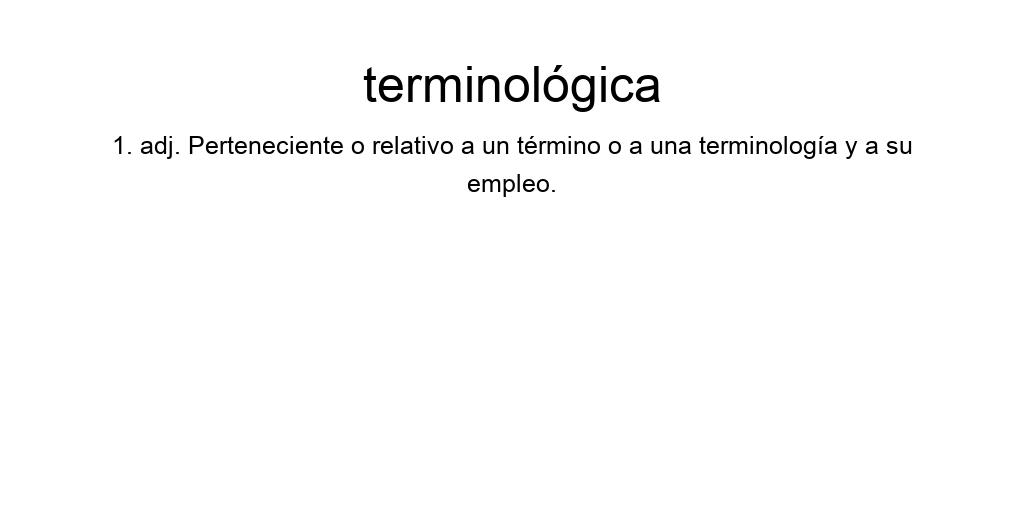 terminológica
1. adj. Perteneciente o relativo a un término o a una terminología y a su
empleo.